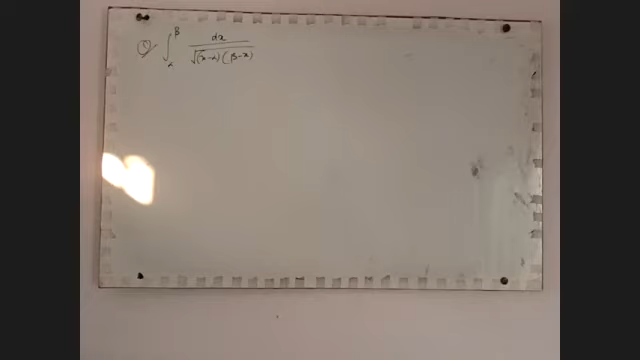 ① ∫_α^β dx / √((x-α)(β-x))